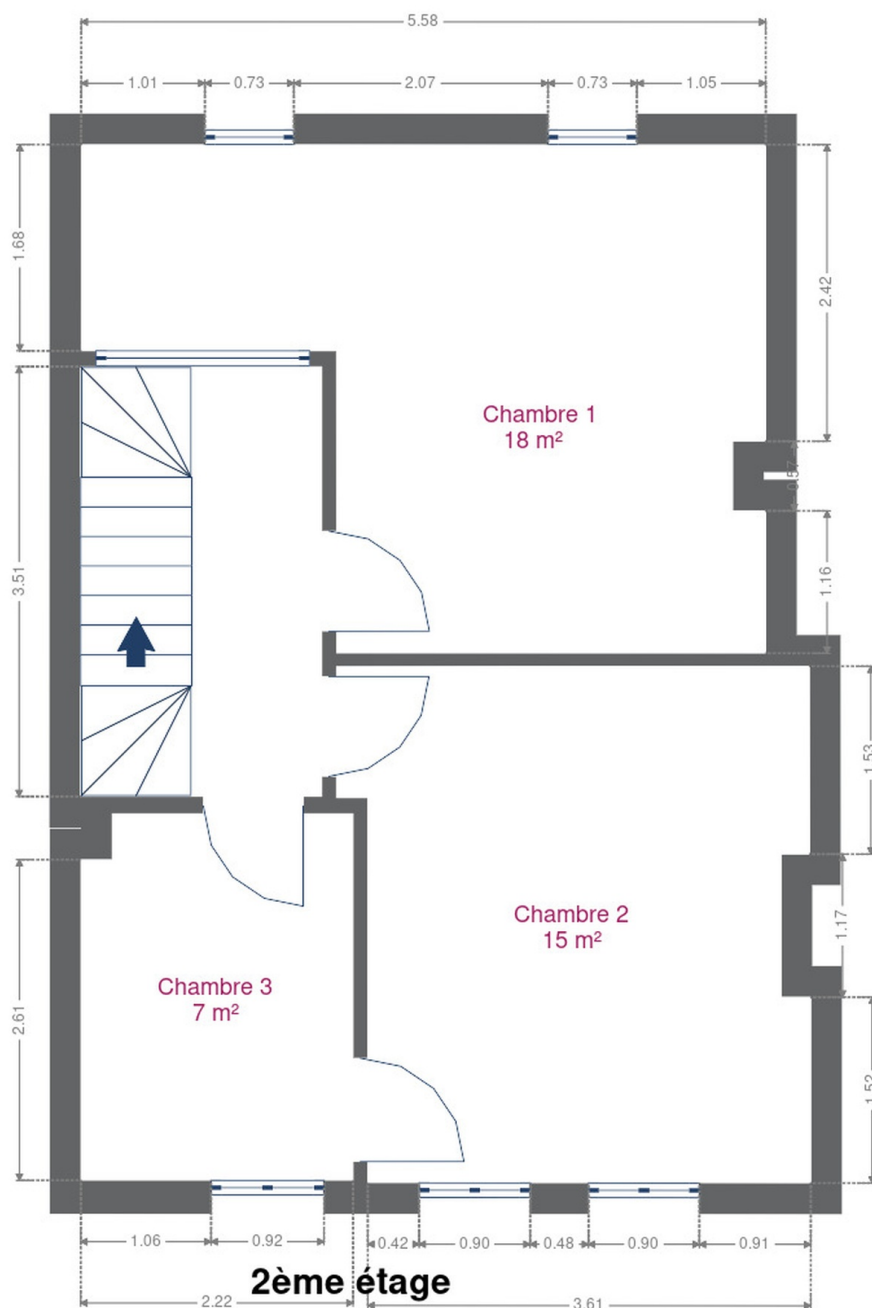 5.58
1.01 0.73 2.07 0.73 1.05
1.68
2.42
Chambre 1
18 m²
0.57
3.51
1.16
1.53
Chambre 2
15 m²
1.17
Chambre 3
7 m²
2.61
1.52
1.06 0.92 0.42 0.90 0.48 0.90 0.91
2ème étage
2.22 3.61